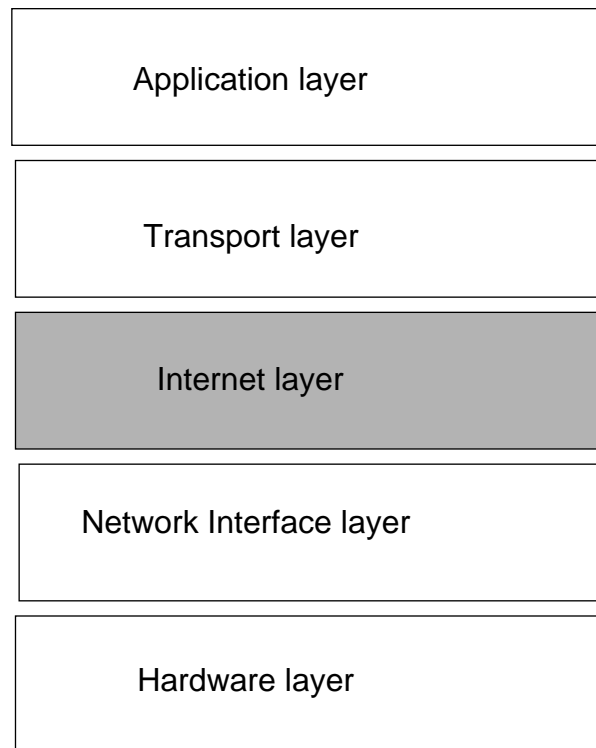 Application layer
Transport layer
Internet layer
Network Interface layer
Hardware layer